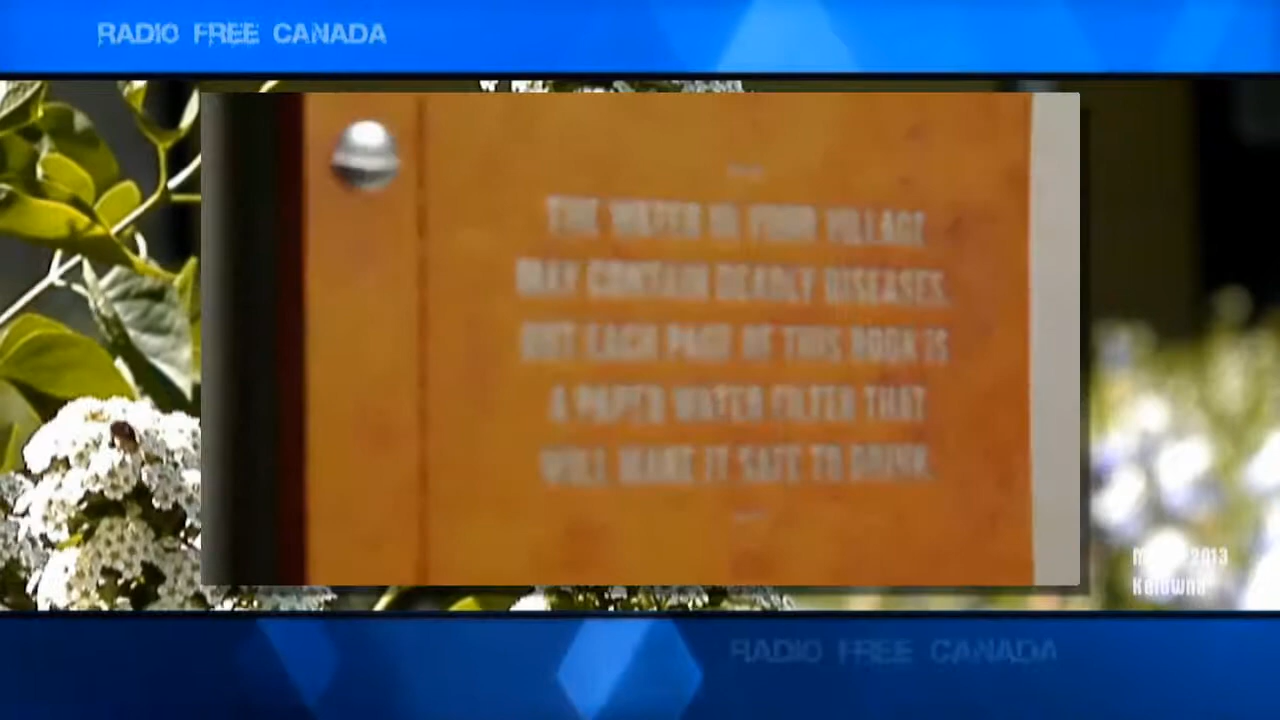 RADIO FREE CANADA
THE WATER IN YOUR VILLAGE
MAY CONTAIN DEADLY DISEASES.
BUT EACH PAGE OF THIS BOOK IS
A PAPER WATER FILTER THAT
WILL MAKE IT SAFE TO DRINK.
2013
Kelowna
RADIO FREE CANADA